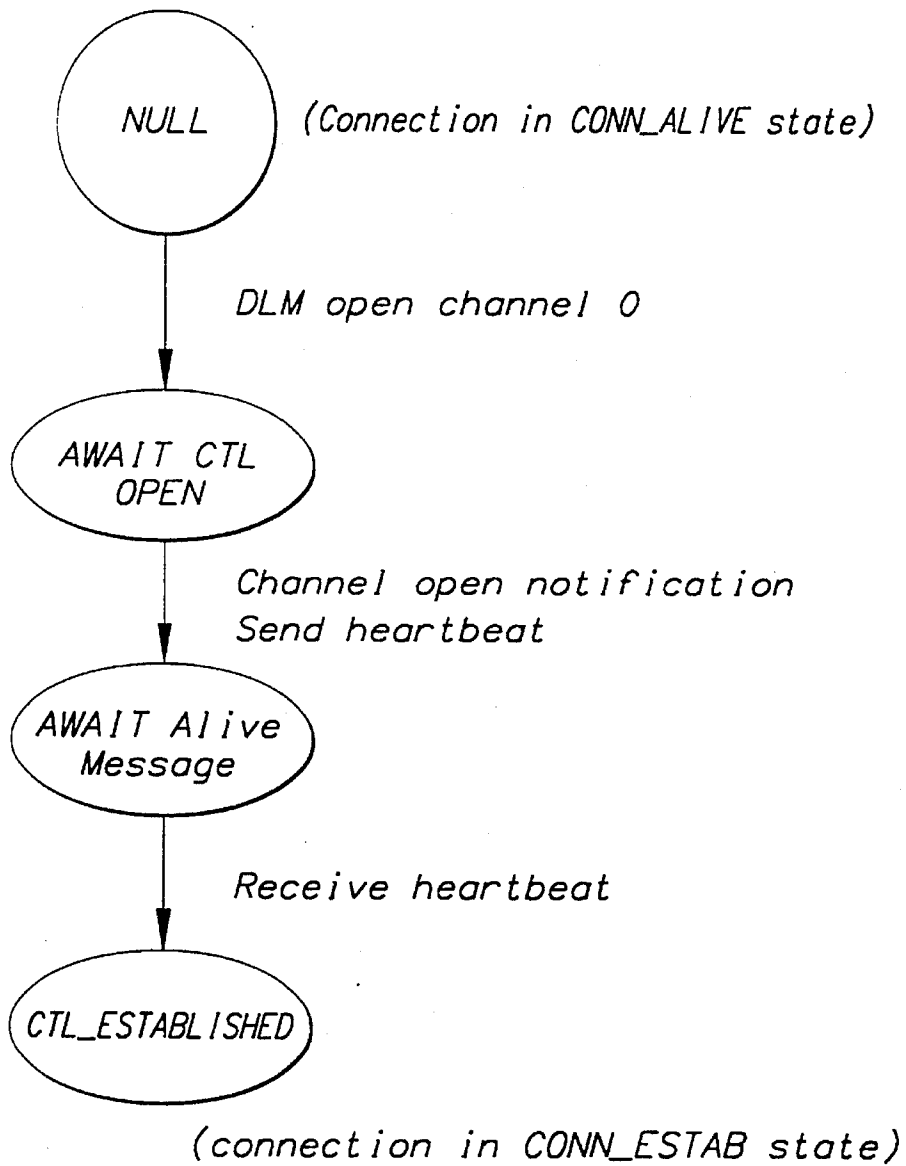 NULL
(Connection in CONN_ALIVE state)
DLM open channel 0
AWAIT CTL
OPEN
Channel open notification
Send heartbeat
AWAIT Alive
Message
Receive heartbeat
CTL_ESTABLISHED
(connection in CONN_ESTAB state)